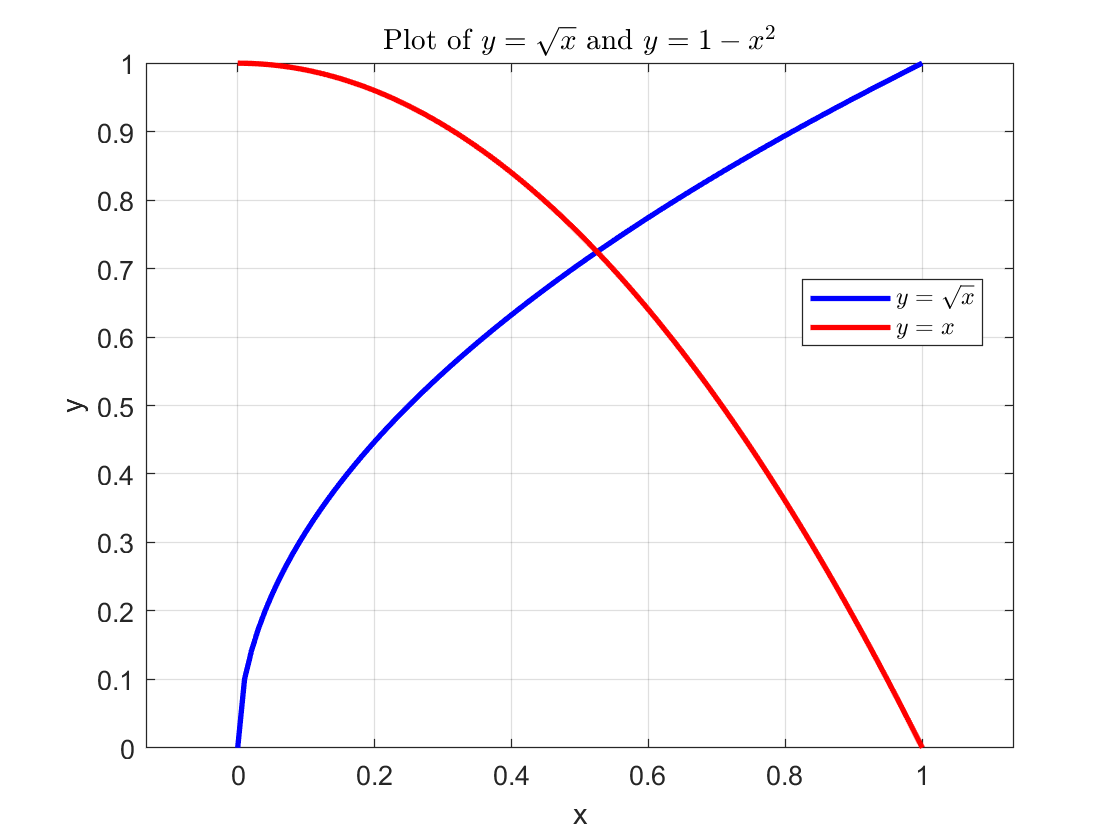 Plot of y = √x and y = 1 − x²
1
0.9
0.8
0.7
0.6
0.5
0.4
0.3
0.2
0.1
0
y
y = √x
y = x
0 0.2 0.4 0.6 0.8 1
x